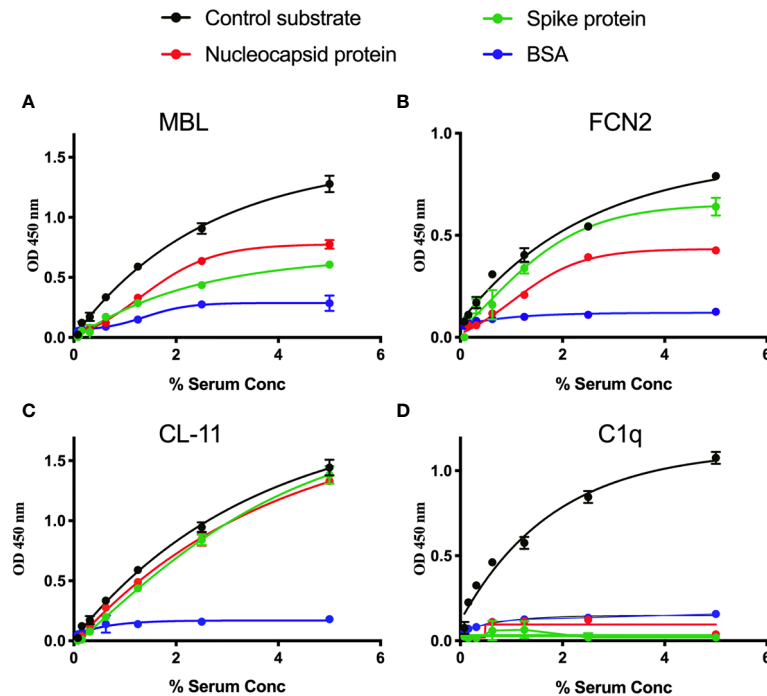 Control substrate
Spike protein
Nucleocapsid protein
BSA
A
MBL
1.5
1.0
0.5
0.0
OD 450 nm
0 2 4 6
% Serum Conc
B
FCN2
1.0
0.5
0.0
OD 450 nm
0 2 4 6
% Serum Conc
C
CL-11
1.5
1.0
0.5
0.0
OD 450 nm
0 2 4 6
% Serum Conc
D
C1q
1.0
0.5
0.0
OD 450 nm
0 2 4 6
% Serum Conc